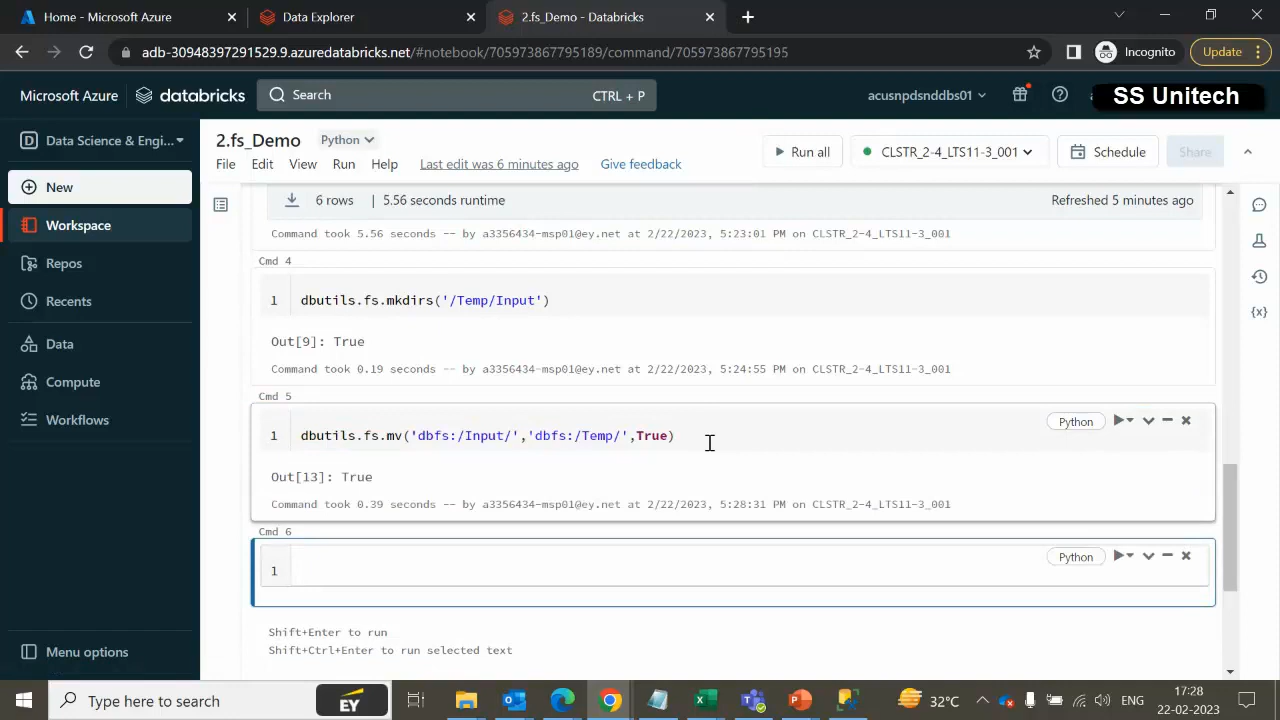 Home - Microsoft Azure
Data Explorer
2.fs_Demo - Databricks
adb-30948397291529.9.azuredatabricks.net/#notebook/705973867795189/command/705973867795195
Incognito
Update
Microsoft Azure
databricks
Search
CTRL + P
acusnpdsnddbs01
SS Unitech
Data Science & Engi...
2.fs_Demo
Python
Run all
CLSTR_2-4_LTS11-3_001
Schedule
Share
File
Edit
View
Run
Help
Last edit was 6 minutes ago
Give feedback
New
Workspace
Repos
Recents
Data
Compute
Workflows
Menu options
6 rows | 5.56 seconds runtime
Refreshed 5 minutes ago
Command took 5.56 seconds -- by a3356434-msp01@ey.net at 2/22/2023, 5:23:01 PM on CLSTR_2-4_LTS11-3_001
Cmd 4
1 dbutils.fs.mkdirs('/Temp/Input')
Out[9]: True
Command took 0.19 seconds -- by a3356434-msp01@ey.net at 2/22/2023, 5:24:55 PM on CLSTR_2-4_LTS11-3_001
Cmd 5
Python
1 dbutils.fs.mv('dbfs:/Input/','dbfs:/Temp/',True)
Out[13]: True
Command took 0.39 seconds -- by a3356434-msp01@ey.net at 2/22/2023, 5:28:31 PM on CLSTR_2-4_LTS11-3_001
Cmd 6
Python
1
Shift+Enter to run
Shift+Ctrl+Enter to run selected text
Type here to search
EY
32°C
ENG
17:28
22-02-2023